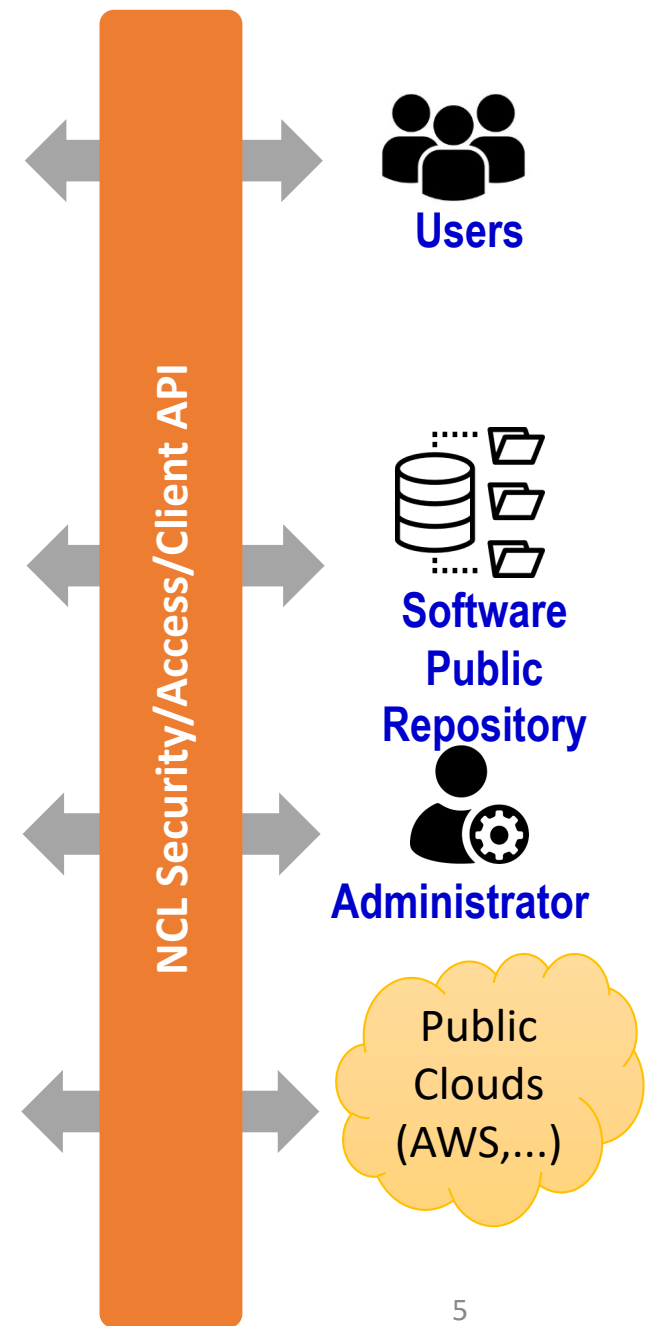 NCL Security/Access/Client API
Users
Software
Public
Repository
Administrator
Public
Clouds
(AWS,...)
5